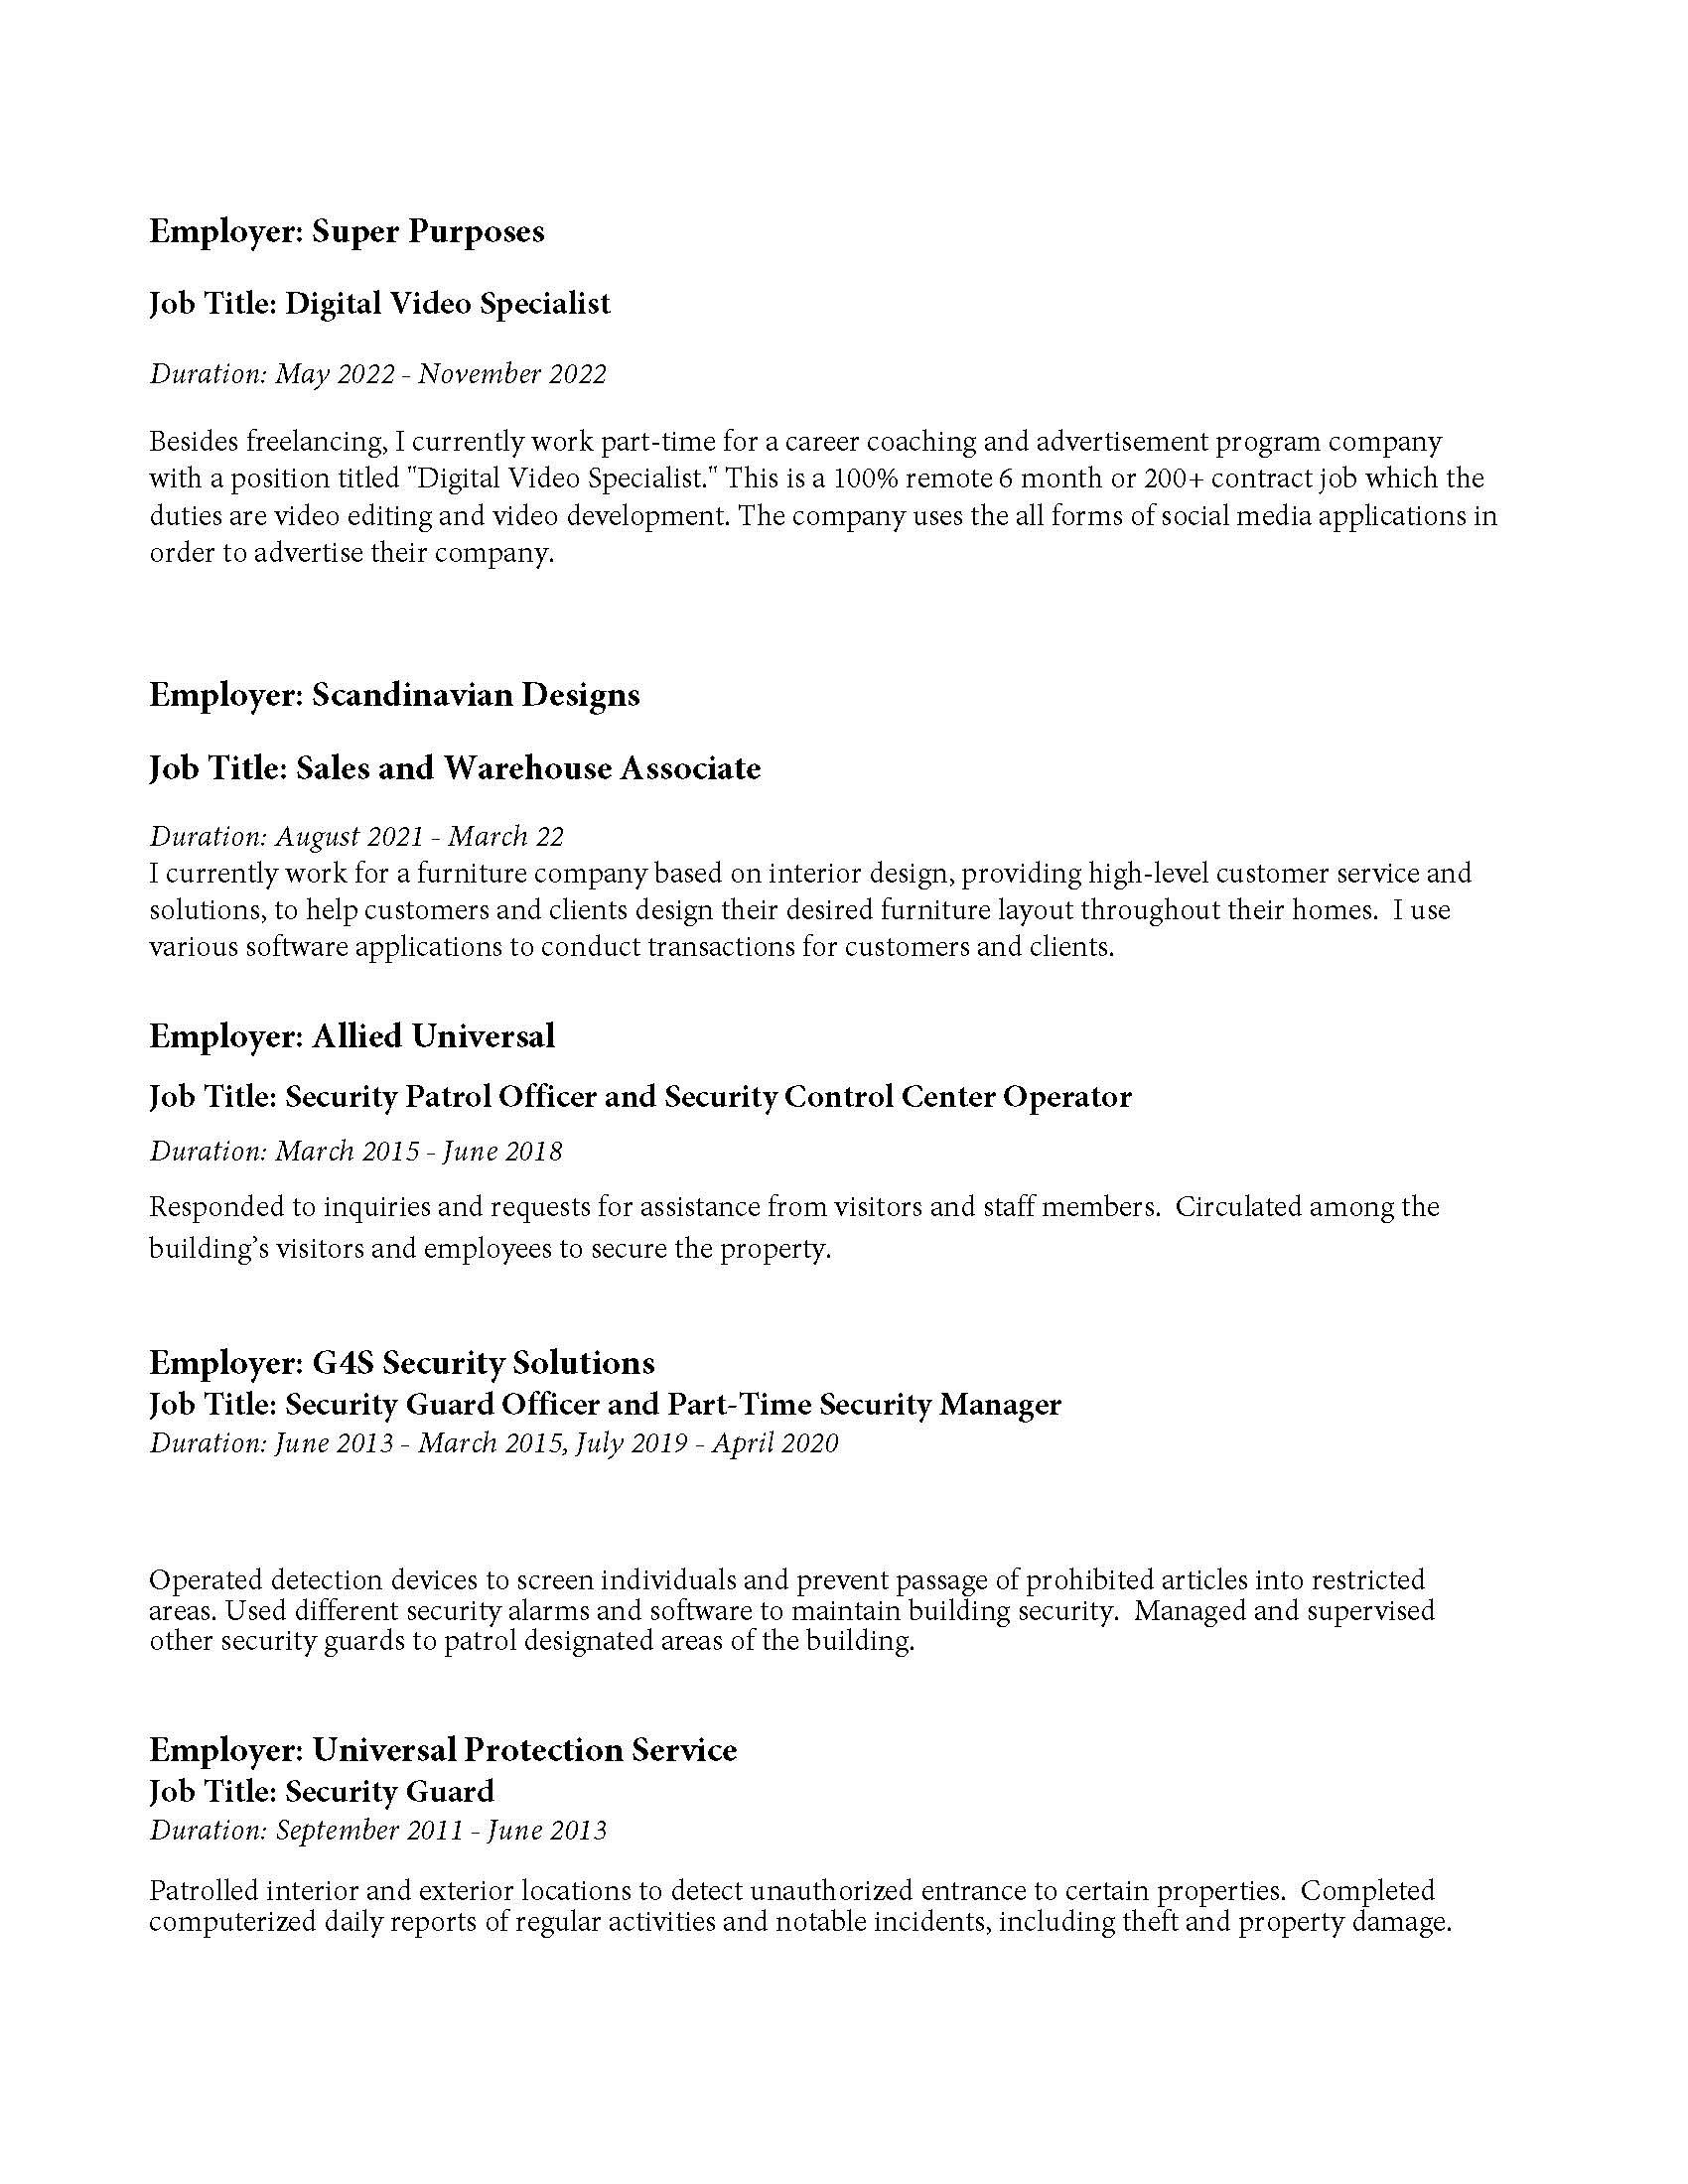 Employer: Super Purposes
Job Title: Digital Video Specialist
Duration: May 2022 - November 2022
Besides freelancing, I currently work part-time for a career coaching and advertisement program company
with a position titled "Digital Video Specialist." This is a 100% remote 6 month or 200+ contract job which the
duties are video editing and video development. The company uses the all forms of social media applications in
order to advertise their company.
Employer: Scandinavian Designs
Job Title: Sales and Warehouse Associate
Duration: August 2021 - March 22
I currently work for a furniture company based on interior design, providing high-level customer service and
solutions, to help customers and clients design their desired furniture layout throughout their homes.  I use
various software applications to conduct transactions for customers and clients.
Employer: Allied Universal
Job Title: Security Patrol Officer and Security Control Center Operator
Duration: March 2015 - June 2018
Responded to inquiries and requests for assistance from visitors and staff members.  Circulated among the
building’s visitors and employees to secure the property.
Employer: G4S Security Solutions
Job Title: Security Guard Officer and Part-Time Security Manager
Duration: June 2013 - March 2015, July 2019 - April 2020
Operated detection devices to screen individuals and prevent passage of prohibited articles into restricted
areas. Used different security alarms and software to maintain building security.  Managed and supervised
other security guards to patrol designated areas of the building.
Employer: Universal Protection Service
Job Title: Security Guard
Duration: September 2011 - June 2013
Patrolled interior and exterior locations to detect unauthorized entrance to certain properties.  Completed
computerized daily reports of regular activities and notable incidents, including theft and property damage.